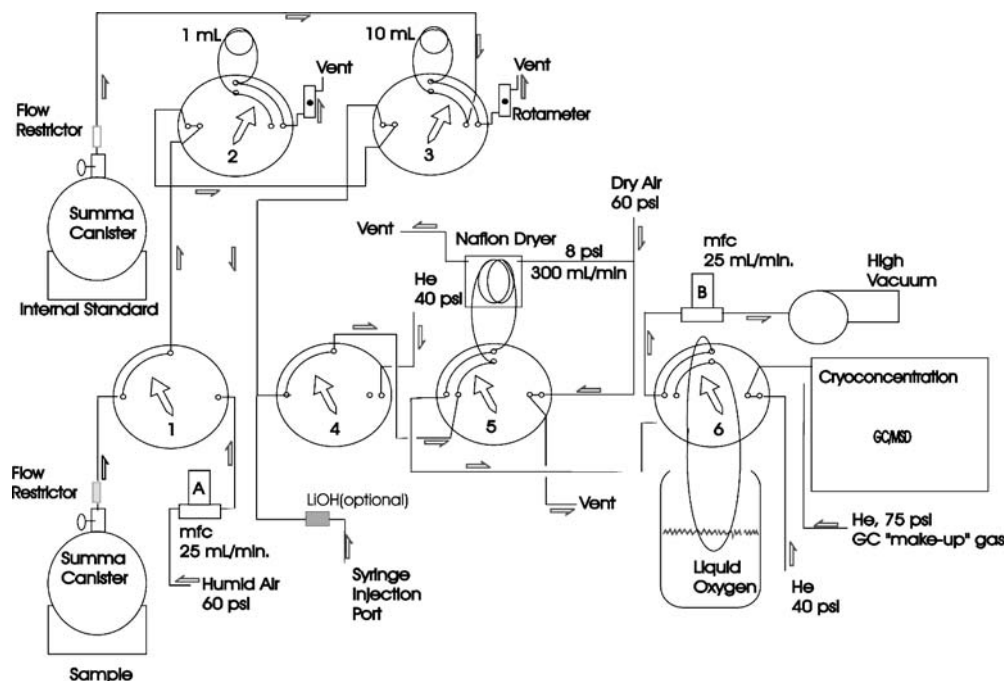 1 mL
10 mL
Vent
Vent
Rotameter
Flow
Restrictor
2
3
Summa
Canister
Internal Standard
Dry Air
60 psi
Vent
Nafion Dryer
8 psi
300 mL/min
He
40 psi
mfc
25 mL/min.
B
High
Vacuum
1
4
5
6
Cryoconcentration
GC/MSD
Flow
Restrictor
A
mfc
25 mL/min.
LiOH(optional)
Vent
He, 75 psi
GC "make-up" gas
Summa
Canister
Humid Air
60 psi
Syringe
Injection
Port
Liquid
Oxygen
He
40 psi
Sample